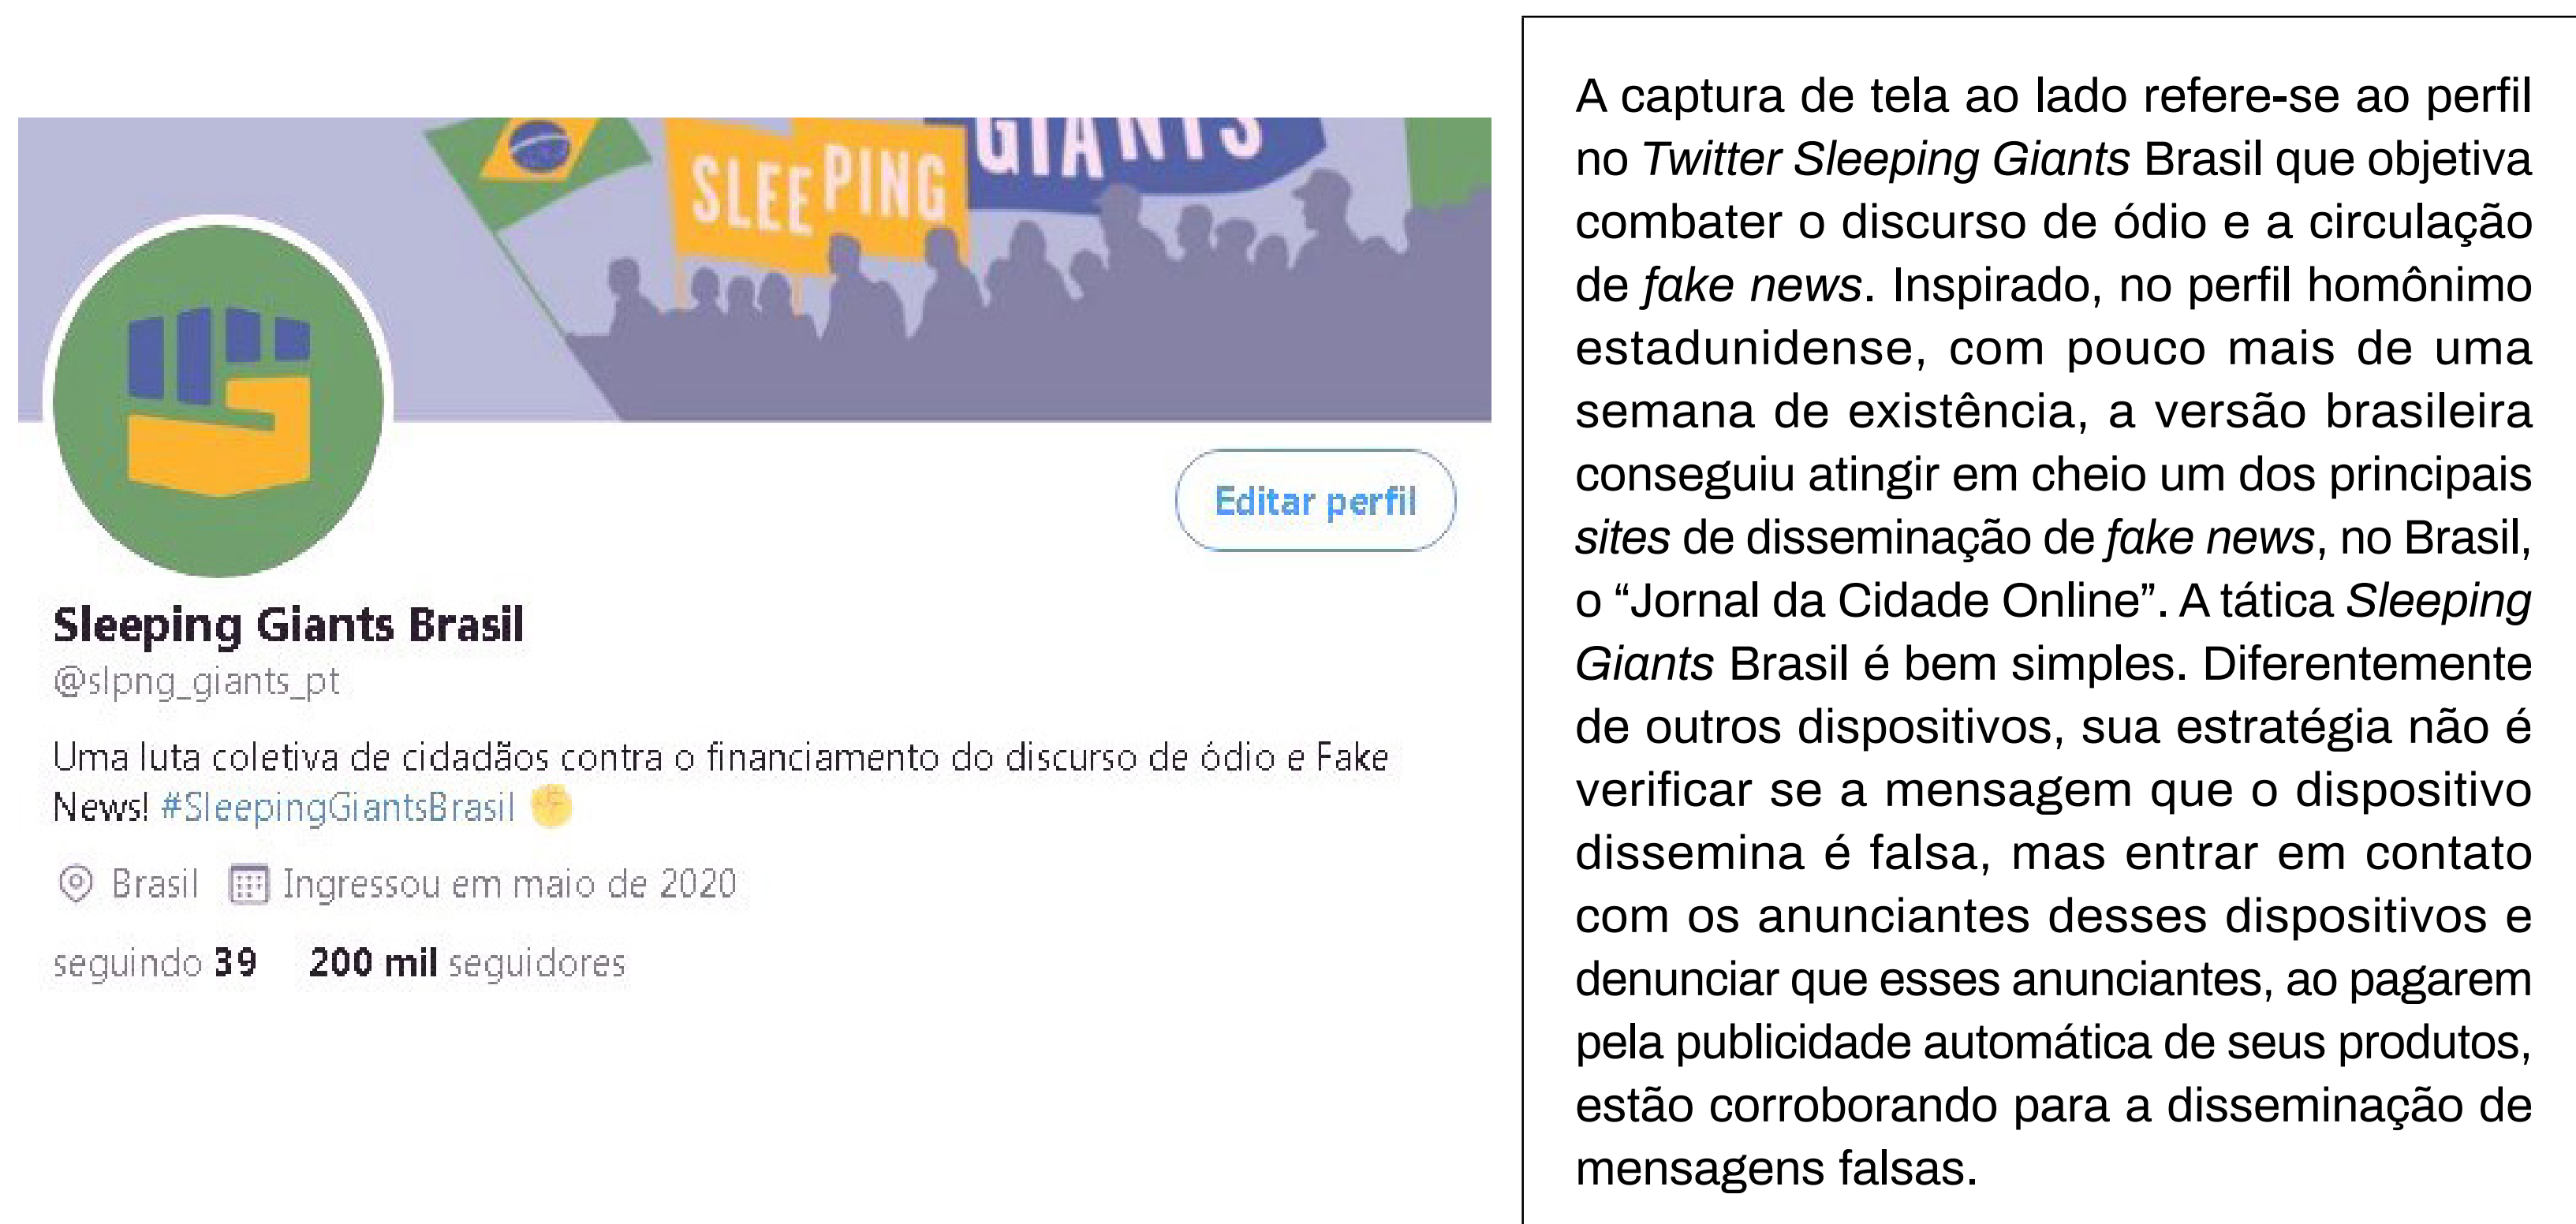 SLEEPING
GIANTS
Editar perfil
Sleeping Giants Brasil
@slpng_giants_pt
Uma luta coletiva de cidadãos contra o financiamento do discurso de ódio e Fake
News! #SleepingGiantsBrasil
Brasil Ingressou em maio de 2020
seguindo 39 200 mil seguidores
A captura de tela ao lado refere-se ao perfil
no Twitter Sleeping Giants Brasil que objetiva
combater o discurso de ódio e a circulação
de fake news. Inspirado, no perfil homônimo
estadunidense, com pouco mais de uma
semana de existência, a versão brasileira
conseguiu atingir em cheio um dos principais
sites de disseminação de fake news, no Brasil,
o “Jornal da Cidade Online”. A tática Sleeping
Giants Brasil é bem simples. Diferentemente
de outros dispositivos, sua estratégia não é
verificar se a mensagem que o dispositivo
dissemina é falsa, mas entrar em contato
com os anunciantes desses dispositivos e
denunciar que esses anunciantes, ao pagarem
pela publicidade automática de seus produtos,
estão corroborando para a disseminação de
mensagens falsas.